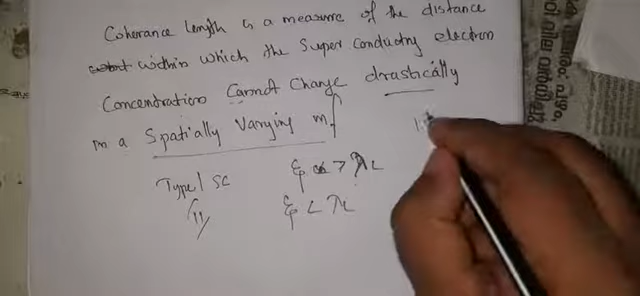 Coherance length is a measure of the distance
within which the Super conducting electron
Concentration Cannot Change drastically
in a Spatially Varying m.f
Type I SC ξ > λL
II ξ < λL